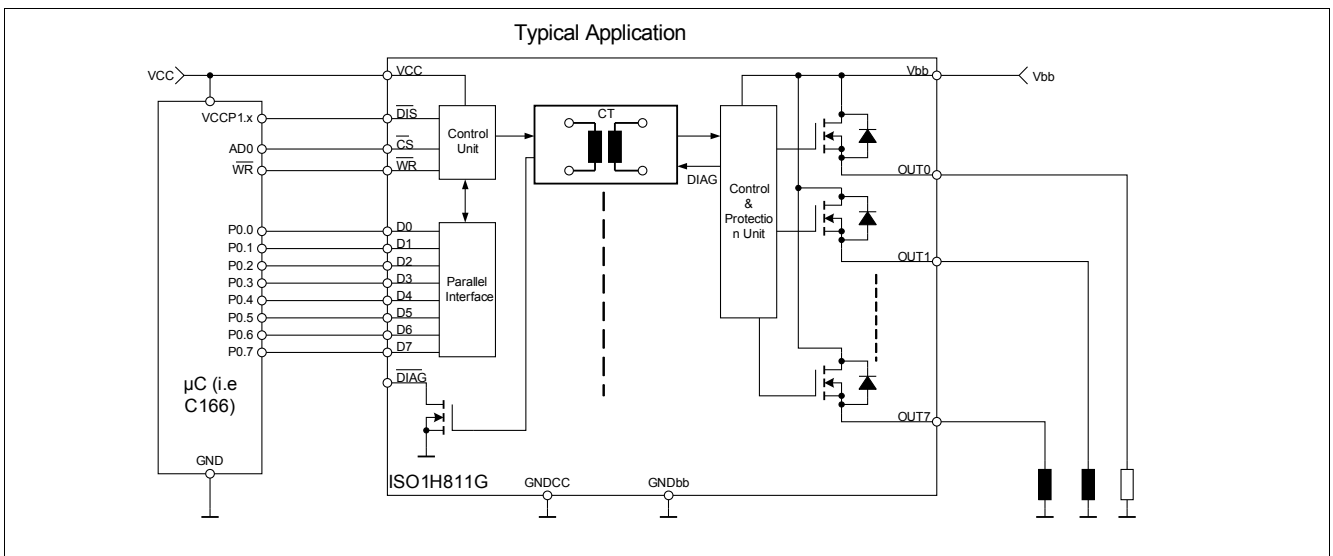 Typical Application
VCC
VCC
Vbb
Vbb
VCCP1.x
DIS
Control
Unit
CT
AD0
CS
WR
WR
DIAG
OUT0
Control
&
Protectio
n Unit
P0.0
D0
P0.1
D1
OUT1
P0.2
D2
P0.3
D3
Parallel
Interface
P0.4
D4
P0.5
D5
P0.6
D6
P0.7
D7
DIAG
µC (i.e
C166)
OUT7
GND
ISO1H811G
GNDCC
GNDbb